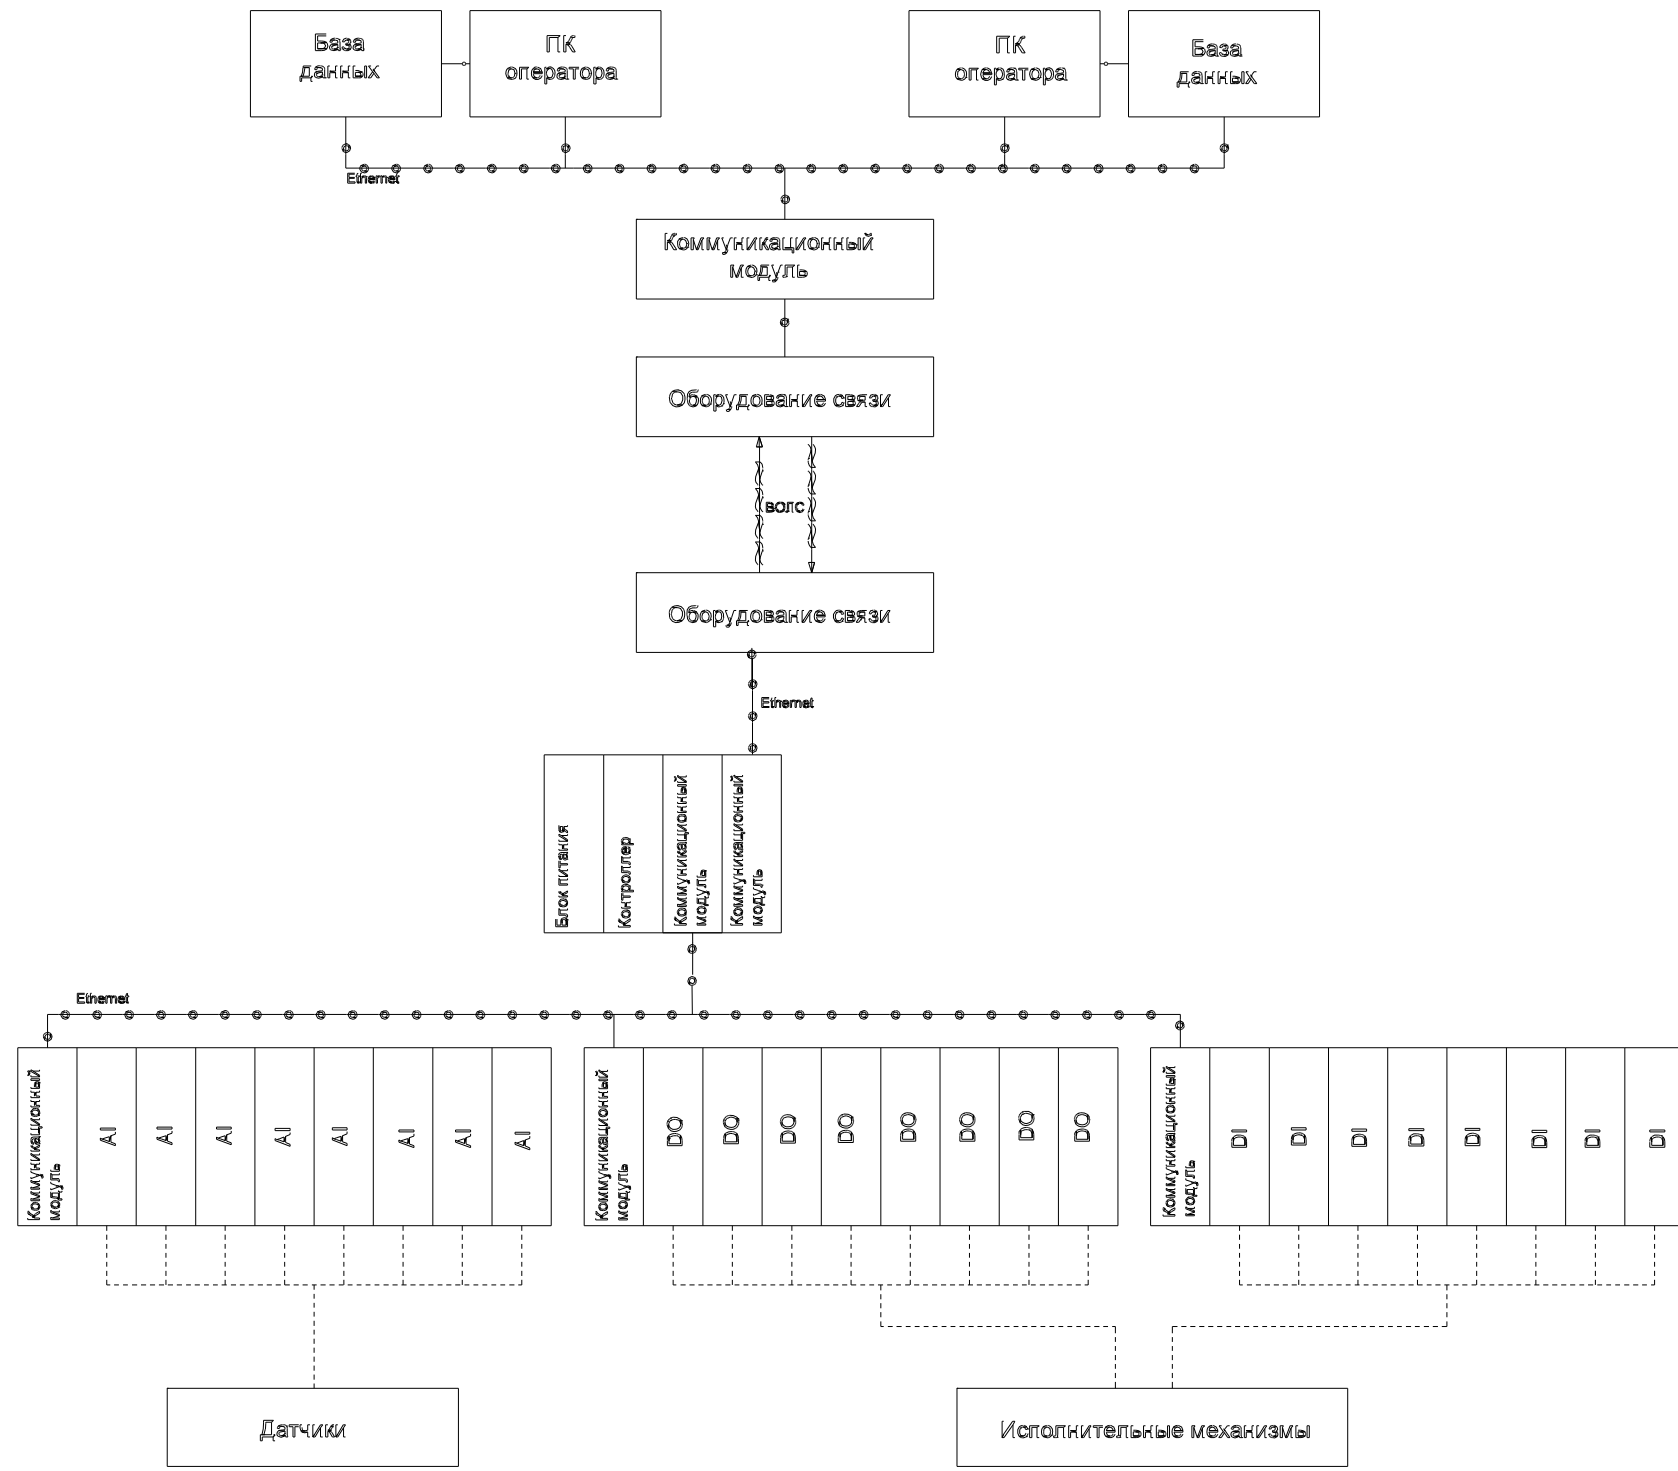 База
данных
ПК
оператора
ПК
оператора
База
данных
Ethernet
Коммуникационный
модуль
Оборудование связи
ВОЛС
Оборудование связи
Ethernet
Блок питания
Контроллер
Коммуникационный
модуль
Коммуникационный
модуль
Ethernet
Коммуникационный
модуль
AI
AI
AI
AI
AI
AI
AI
AI
Коммуникационный
модуль
DO
DO
DO
DO
DO
DO
DO
DO
Коммуникационный
модуль
DI
DI
DI
DI
DI
DI
DI
DI
Датчики
Исполнительные механизмы